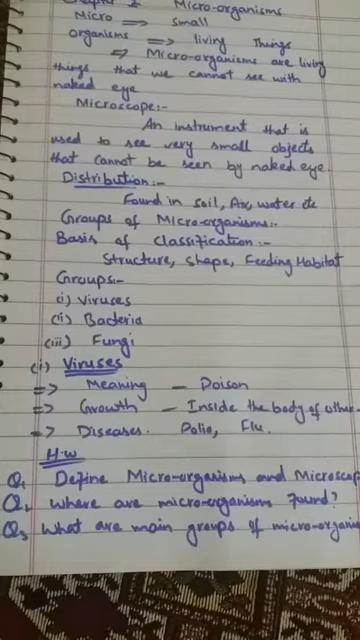 Micro-organisms
Micro => Small
organisms => living Things
=> Micro-organisms are living
things that we cannot see with
naked eye
Microscope:-
An instrument that is
used to see very small objects
that cannot be seen by naked eye.
Distribution:-
Found in Soil, Air, water etc
Groups of Micro-organisms:-
Basis of Classification:-
Structure, Shape, Feeding Habitat
Groups:-
(i) Viruses
(ii) Bacteria
(iii) Fungi
(i) Viruses
=> Meaning - Poison
=> Growth - Inside the body of other
=> Diseases. Polio, Flu.
H.W
Q1 Define Micro-organisms and Microscop
Q2 Where are micro-organisms found?
Q3 What are main groups of micro-organis